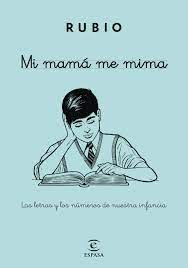 RUBIO
Mi mamá me mima
Las letras y los números de nuestra infancia
ESPASA